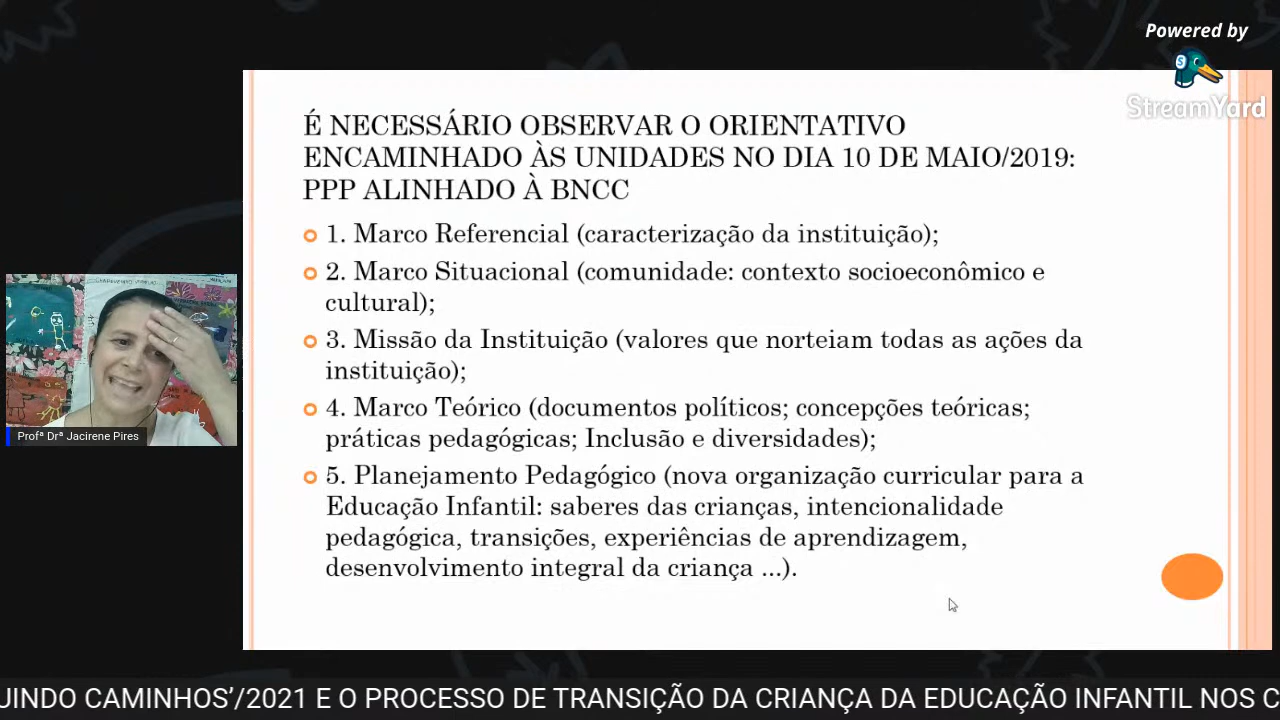 Powered by
StreamYard
É NECESSÁRIO OBSERVAR O ORIENTATIVO
ENCAMINHADO ÀS UNIDADES NO DIA 10 DE MAIO/2019:
PPP ALINHADO À BNCC
1. Marco Referencial (caracterização da instituição);
2. Marco Situacional (comunidade: contexto socioeconômico e
cultural);
3. Missão da Instituição (valores que norteiam todas as ações da
instituição);
4. Marco Teórico (documentos políticos; concepções teóricas;
práticas pedagógicas; Inclusão e diversidades);
5. Planejamento Pedagógico (nova organização curricular para a
Educação Infantil: saberes das crianças, intencionalidade
pedagógica, transições, experiências de aprendizagem,
desenvolvimento integral da criança ...).
Profª Drª Jacirene Pires
UINDO CAMINHOS’/2021 E O PROCESSO DE TRANSIÇÃO DA CRIANÇA DA EDUCAÇÃO INFANTIL NOS C